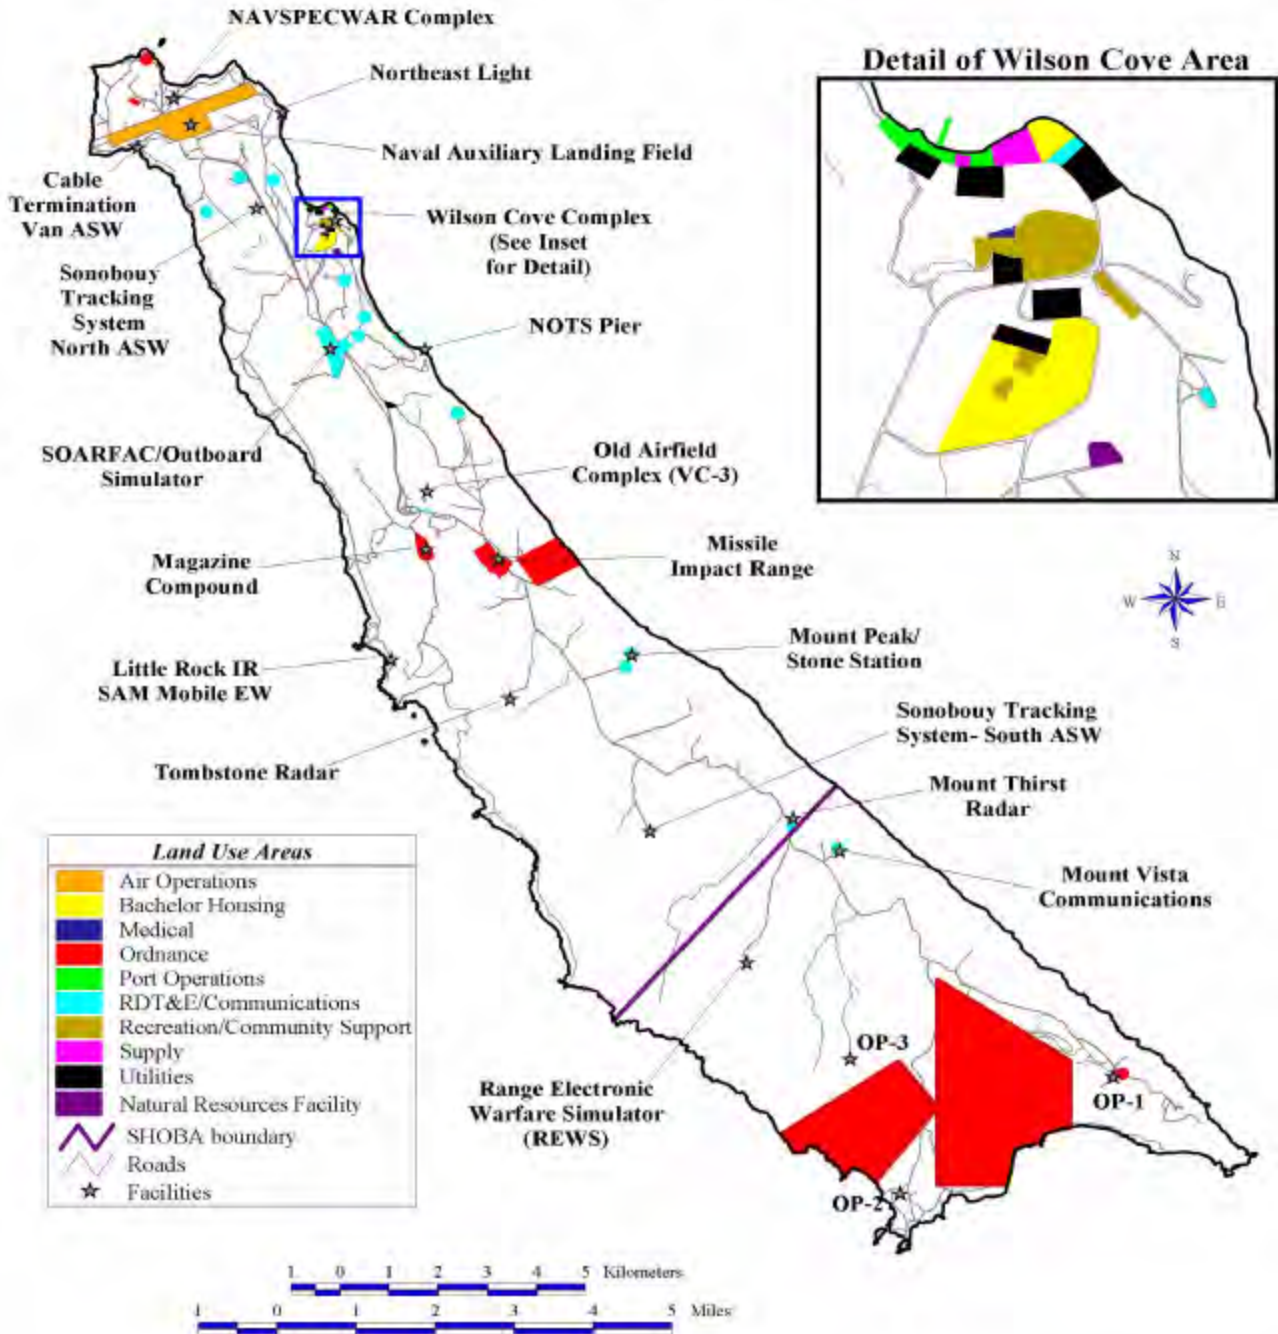 NAVSPECWAR Complex
Northeast Light
Naval Auxiliary Landing Field
Cable
Termination
Van ASW
Wilson Cove Complex
(See Inset
for Detail)
Sonobouy
Tracking
System
North ASW
NOTS Pier
SOARFAC/Outboard
Simulator
Old Airfield
Complex (VC-3)
Magazine
Compound
Missile
Impact Range
Little Rock IR
SAM Mobile EW
Mount Peak/
Stone Station
Tombstone Radar
Sonobouy Tracking
System- South ASW
Mount Thirst
Radar
Mount Vista
Communications
Range Electronic
Warfare Simulator
(REWS)
OP-3
OP-1
OP-2
Detail of Wilson Cove Area
N
W
E
S
Land Use Areas
Air Operations
Bachelor Housing
Medical
Ordnance
Port Operations
RDT&E/Communications
Recreation/Community Support
Supply
Utilities
Natural Resources Facility
SHOBA boundary
Roads
Facilities
1 0 1 2 3 4 5 Kilometers
1 0 1 2 3 4 5 Miles